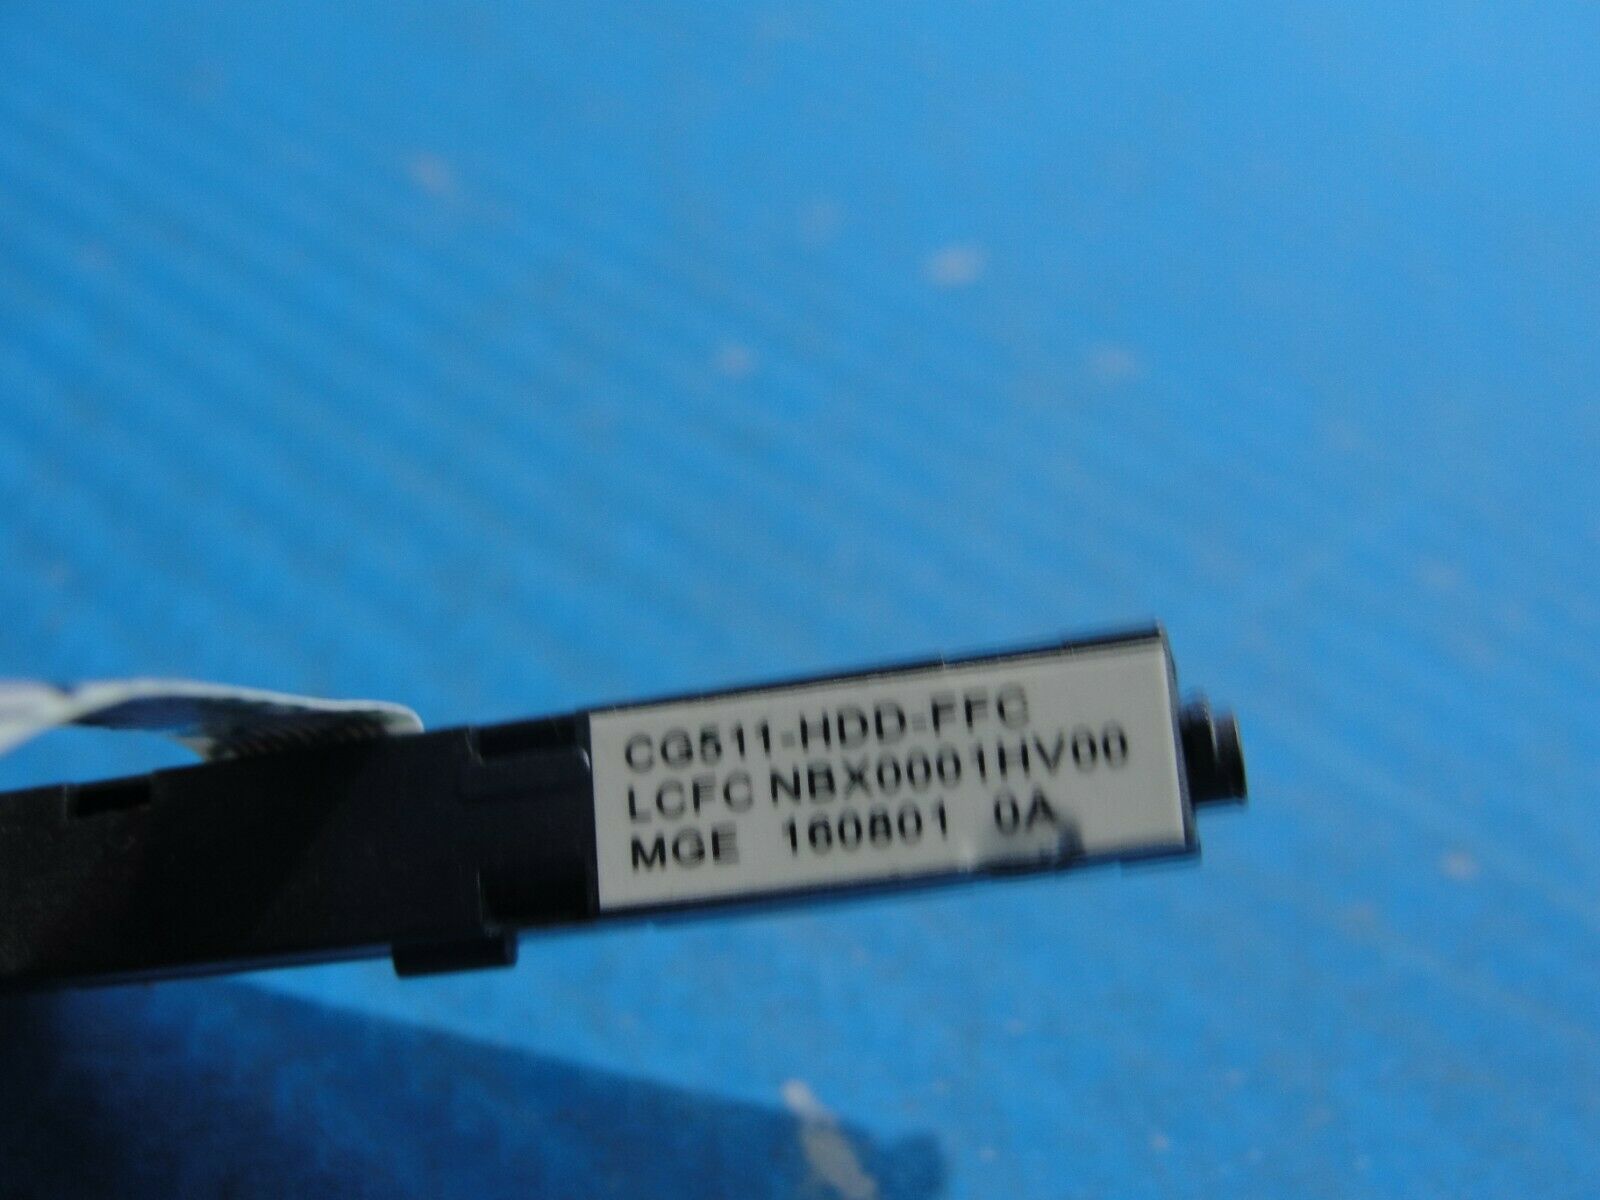 CG511-HDD-FFC
LCFC NBX0001HV00
MGE 160801 0A